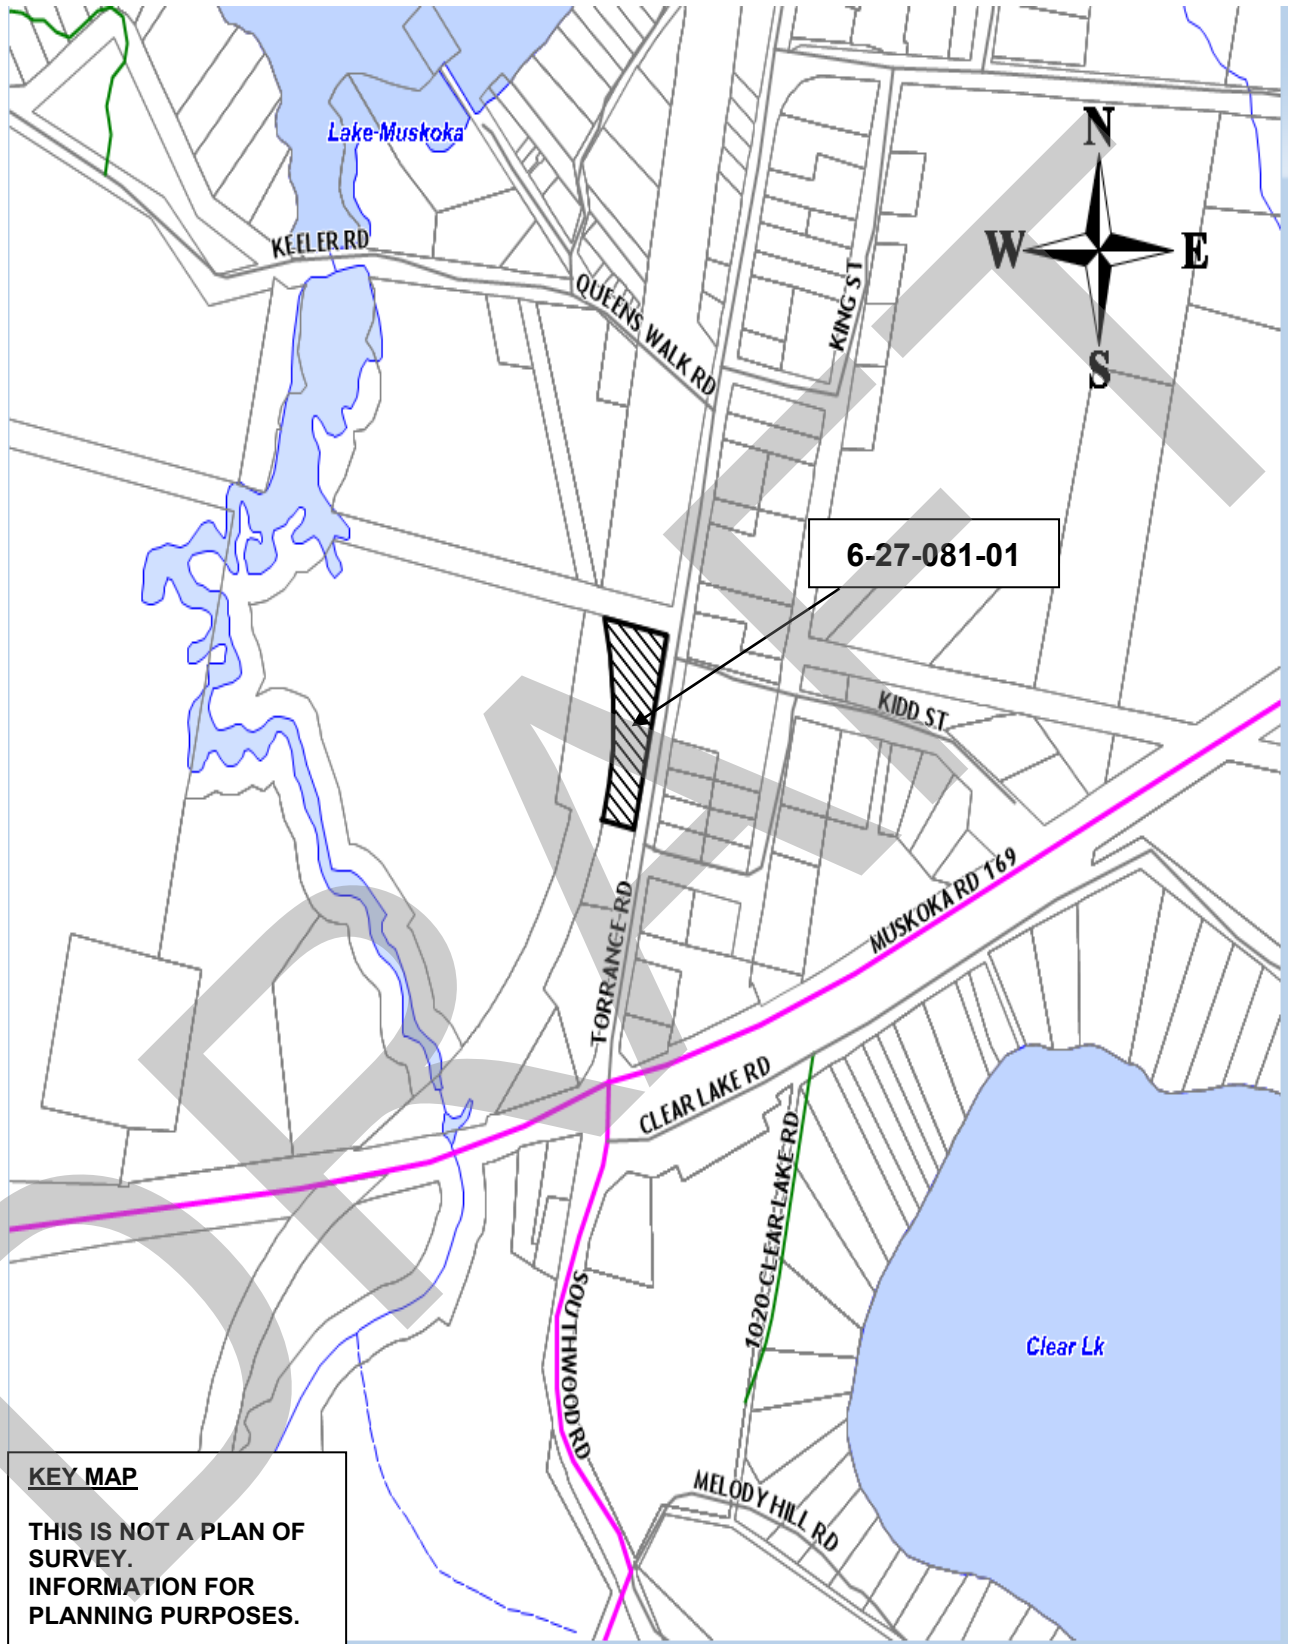 Lake Muskoka
N
KEELER RD
W E
QUEENS WALK RD
KING ST
S
6-27-081-01
KIDD ST
MUSKOKA RD 169
TORRANCE RD
CLEAR LAKE RD
1020 CLEAR LAKE RD
SOUTHWOOD RD
Clear Lk
MELODY HILL RD
KEY MAP
THIS IS NOT A PLAN OF
SURVEY.
INFORMATION FOR
PLANNING PURPOSES.
DRAFT